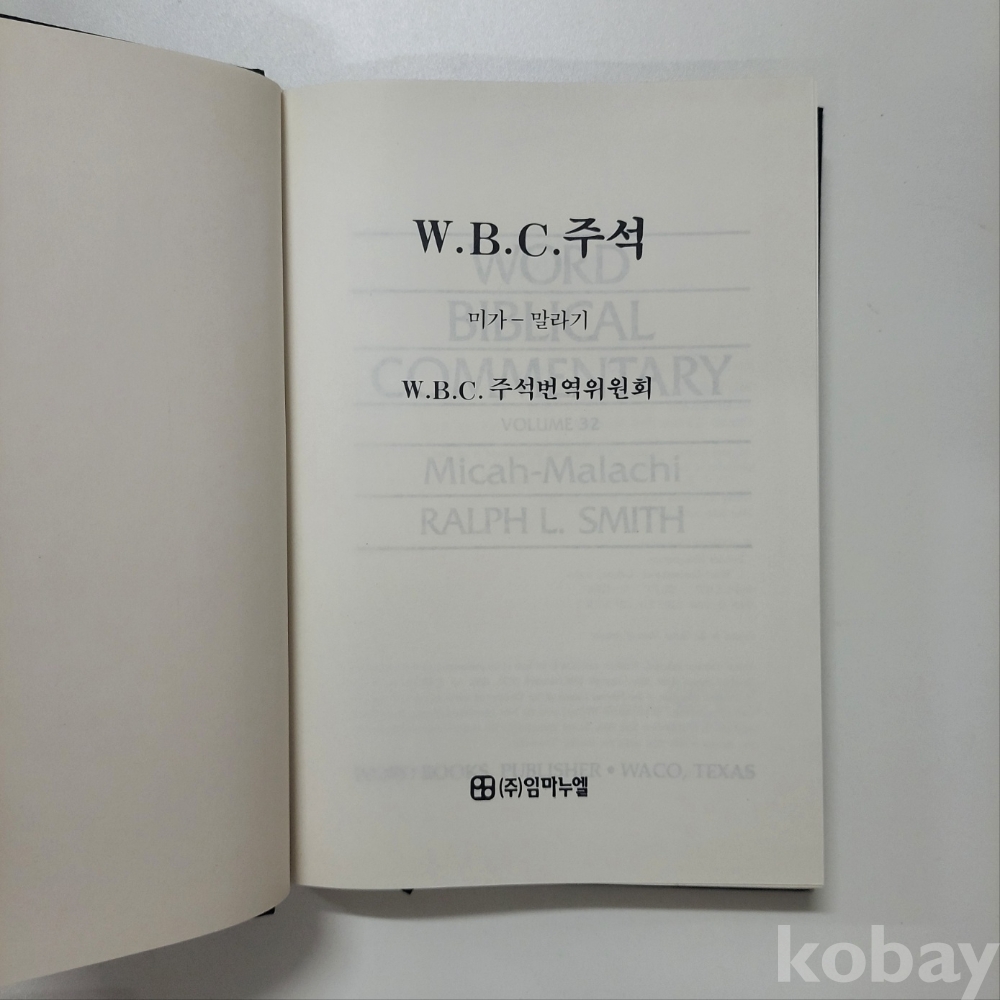 W.B.C.주석
WORD
미가 – 말라기
BIBLICAL
COMMENTARY
W.B.C. 주석번역위원회
VOLUME 32
Micah-Malachi
RALPH L. SMITH
WORD BOOKS, PUBLISHER • WACO, TEXAS
(주)임마누엘
kobay